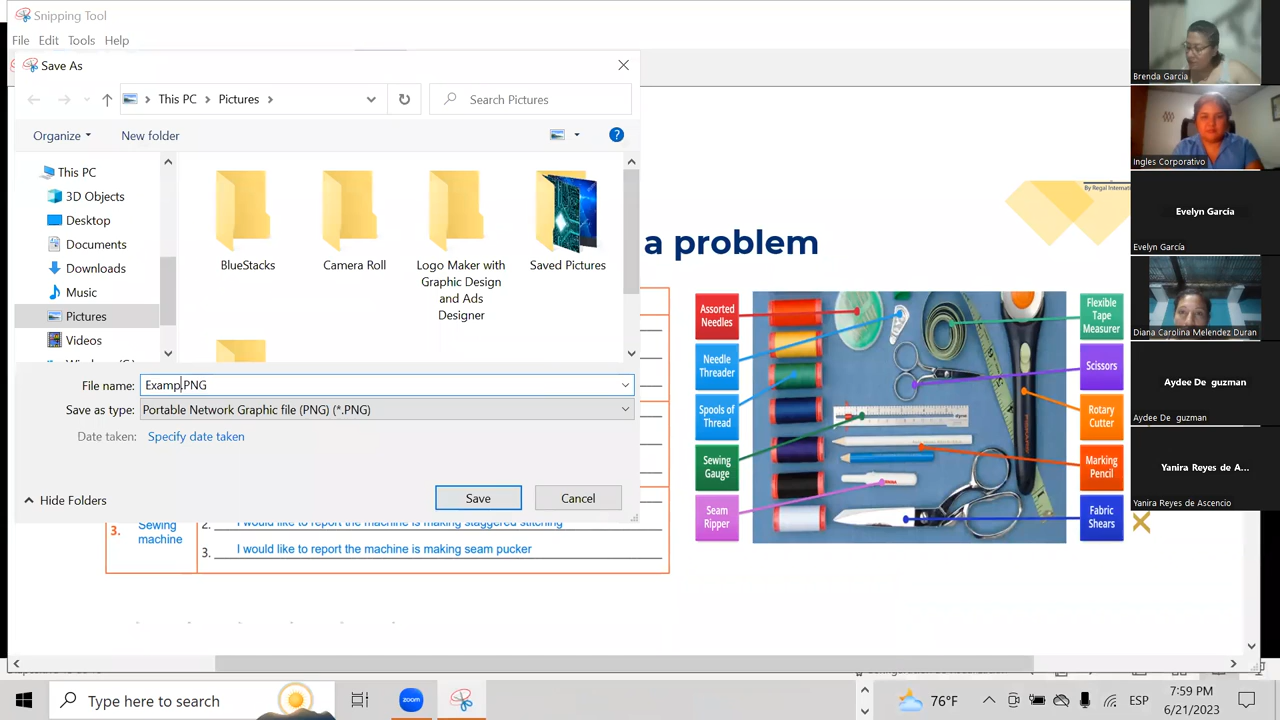 Snipping Tool
File Edit Tools Help
Save As
This PC > Pictures >
Search Pictures
Organize
New folder
This PC
3D Objects
Desktop
Documents
Downloads
Music
Pictures
Videos
BlueStacks
Camera Roll
Logo Maker with
Graphic Design
and Ads
Designer
Saved Pictures
File name: Examp.PNG
Save as type: Portable Network Graphic file (PNG) (*.PNG)
Date taken: Specify date taken
Hide Folders
Save
Cancel
a problem
3. Sewing
machine
2. I would like to report the machine is making staggered stitching
3. I would like to report the machine is making seam pucker
Assorted
Needles
Needle
Threader
Spools of
Thread
Sewing
Gauge
Seam
Ripper
Flexible
Tape
Measurer
Scissors
Rotary
Cutter
Marking
Pencil
Fabric
Shears
Brenda Garcia
Ingles Corporativo
Evelyn García
Evelyn García
Diana Carolina Melendez Duran
Aydee De guzman
Aydee De guzman
Yanira Reyes de A...
Yanira Reyes de Ascencio
Type here to search
zoom
76°F
ESP
7:59 PM
6/21/2023